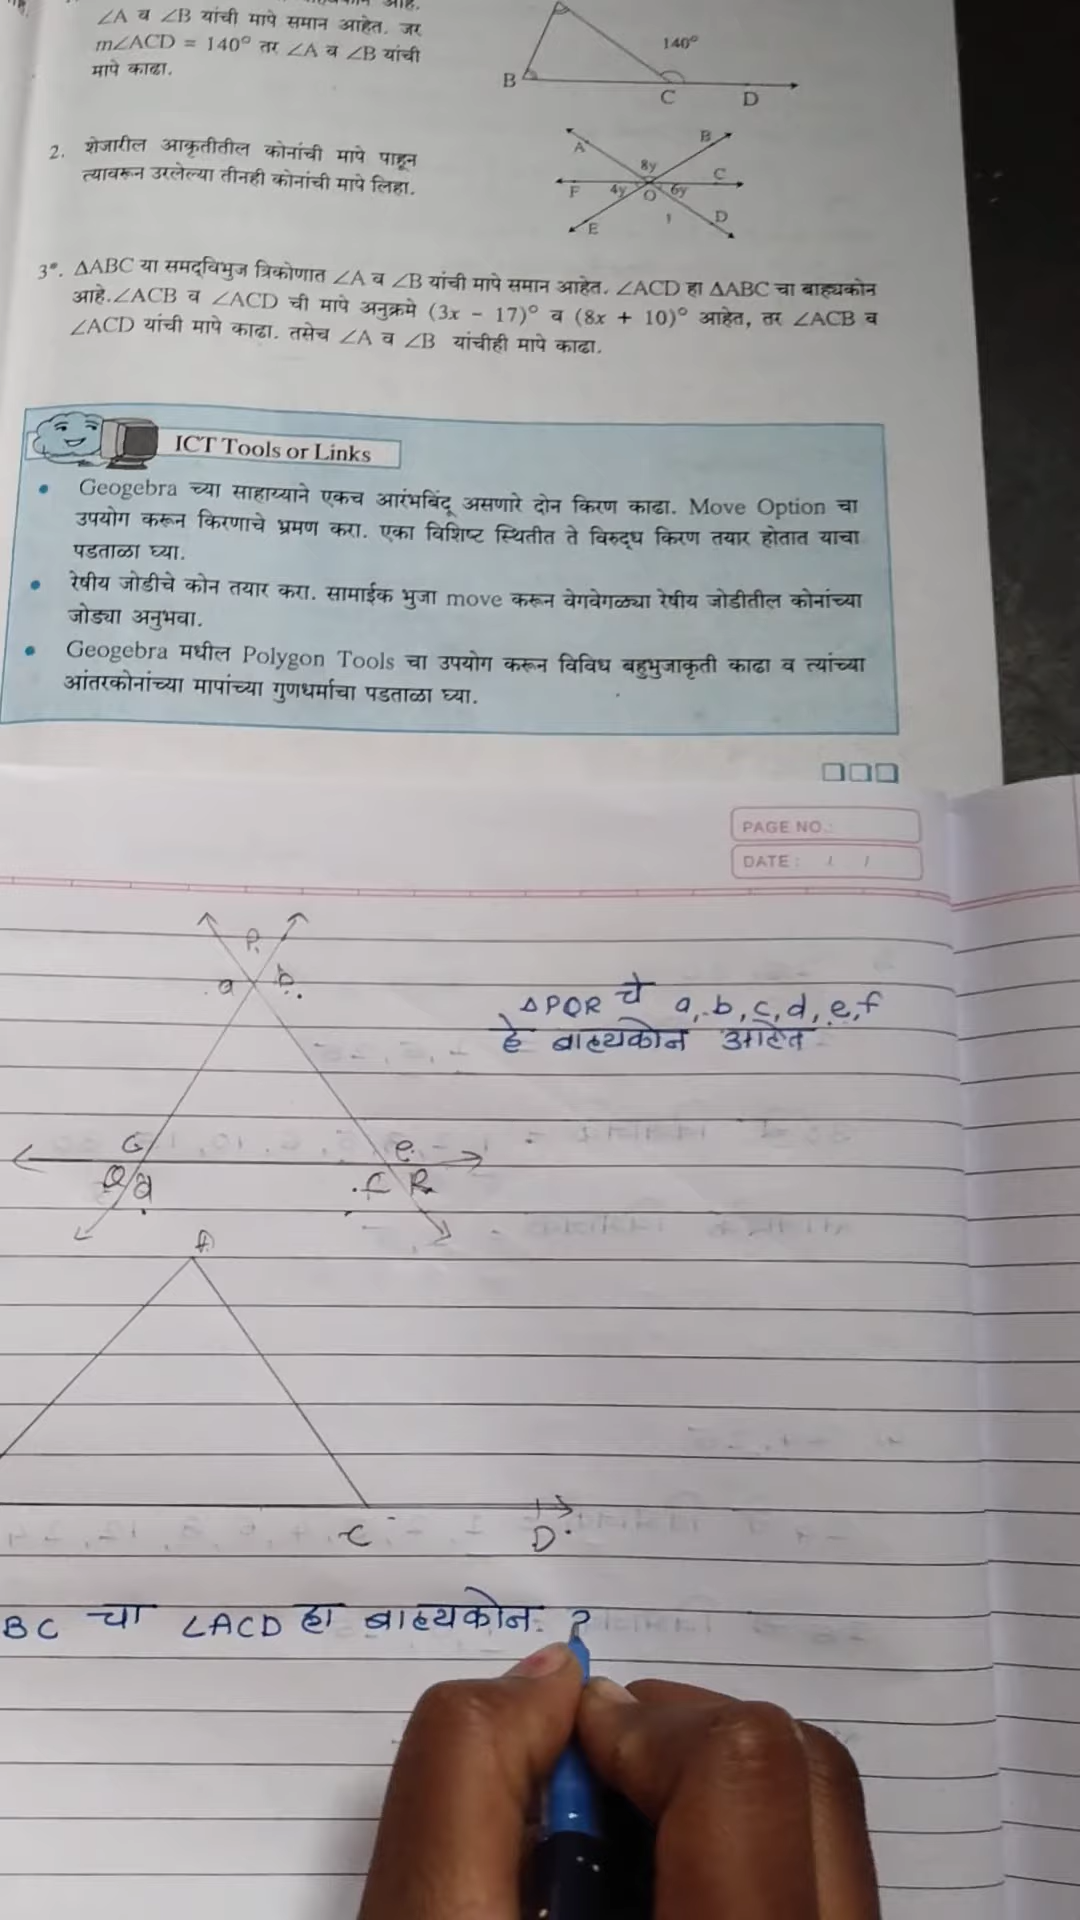 ∠A व ∠B यांची मापे समान आहेत. जर
m∠ACD = 140° तर ∠A व ∠B यांची
मापे काढा.
140°
B
C
D
2. शेजारील आकृतीतील कोनांची मापे पाहून
त्यावरून उरलेल्या तीनही कोनांची मापे लिहा.
A
B
8y
C
F
4y
O
6y
E
D
3*. ΔABC या समद्‌विभुज त्रिकोणात ∠A व ∠B यांची मापे समान आहेत. ∠ACD हा ΔABC चा बाह्यकोन
आहे.∠ACB व ∠ACD ची मापे अनुक्रमे (3x − 17)° व (8x + 10)° आहेत, तर ∠ACB व
∠ACD यांची मापे काढा. तसेच ∠A व ∠B यांचीही मापे काढा.
ICT Tools or Links
• Geogebra च्या साहाय्याने एकच आरंभबिंदू असणारे दोन किरण काढा. Move Option चा
उपयोग करून किरणाचे भ्रमण करा. एका विशिष्ट स्थितीत ते विरुद्ध किरण तयार होतात याचा
पडताळा घ्या.
• रेषीय जोडीचे कोन तयार करा. सामाईक भुजा move करून वेगवेगळ्या रेषीय जोडीतील कोनांच्या
जोड्या अनुभवा.
• Geogebra मधील Polygon Tools चा उपयोग करून विविध बहुभुजाकृती काढा व त्यांच्या
आंतरकोनांच्या मापांच्या गुणधर्माचा पडताळा घ्या.
PAGE NO.:
DATE: / /
P
a
b
ΔPQR चे a, b, c, d, e, f
हे बाह्यकोन आहेत
c
e
Q
d
f
R
A
C
D
BC चा ∠ACD हा बाह्यकोन